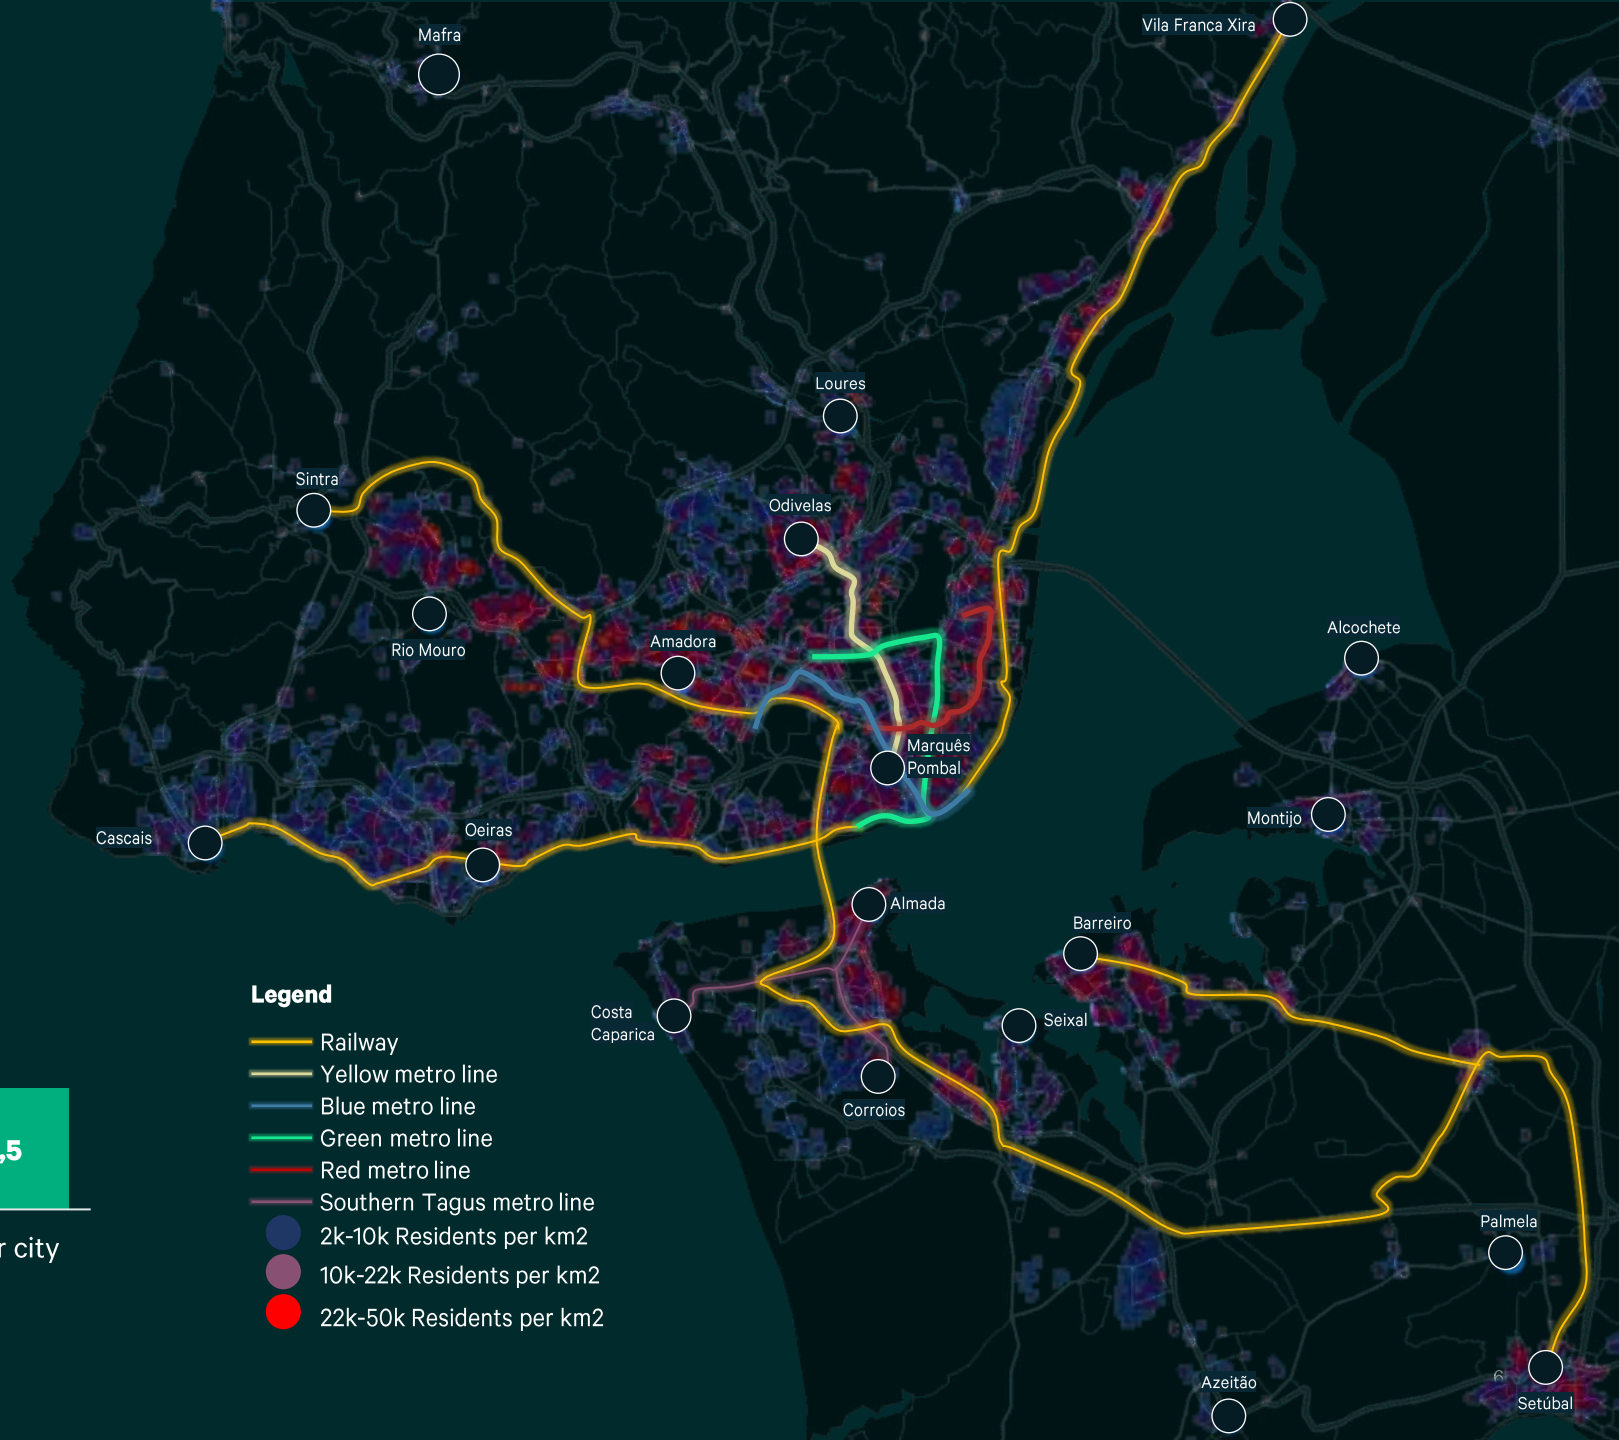 Vila Franca Xira
Mafra
Loures
Sintra
Odivelas
Rio Mouro
Amadora
Alcochete
Marquês
Pombal
Montijo
Cascais
Oeiras
Almada
Barreiro
Costa
Caparica
Seixal
Corroios
Palmela
Azeitão
6
Setúbal
Legend
Railway
Yellow metro line
Blue metro line
Green metro line
Red metro line
Southern Tagus metro line
2k-10k Residents per km2
10k-22k Residents per km2
22k-50k Residents per km2
,5
r city